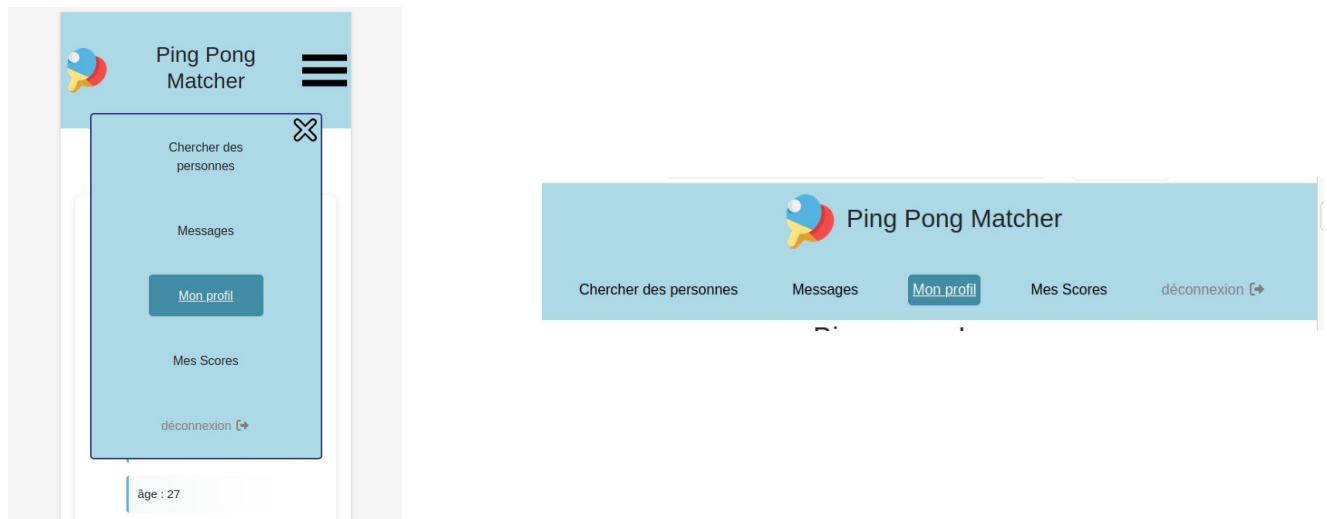 Ping Pong
Matcher
Chercher des
personnes
Messages
Mon profil
Mes Scores
déconnexion
âge : 27
Ping Pong Matcher
Chercher des personnes Messages Mon profil Mes Scores déconnexion